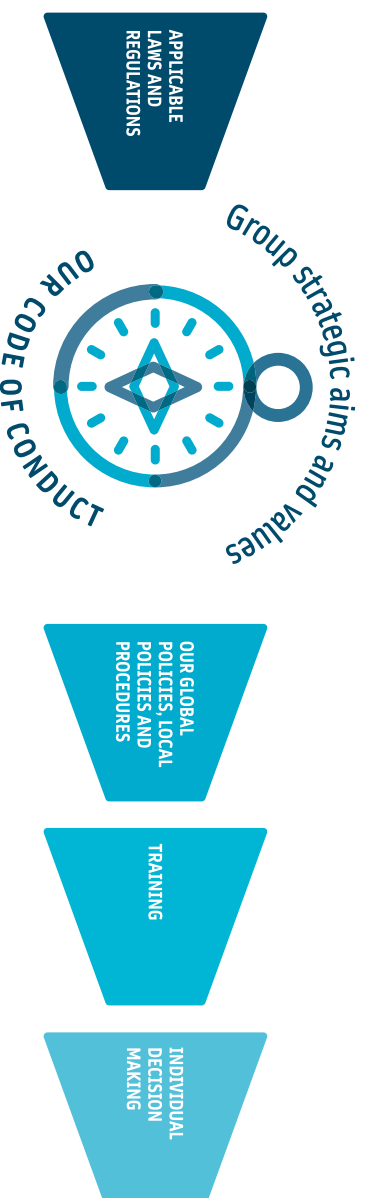 APPLICABLE
LAWS AND
REGULATIONS
Group strategic aims and values
OUR CODE OF CONDUCT
OUR GLOBAL
POLICIES, LOCAL
POLICIES AND
PROCEDURES
TRAINING
INDIVIDUAL
DECISION
MAKING